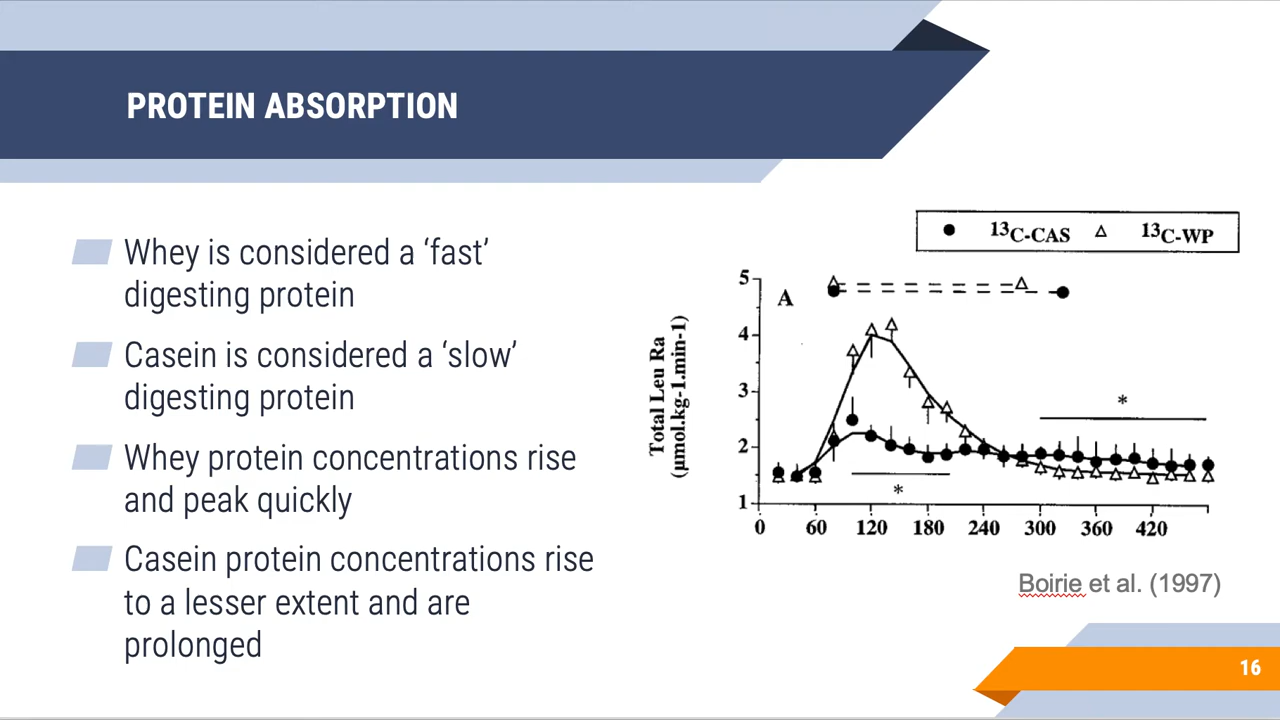 PROTEIN ABSORPTION
Whey is considered a ‘fast’
digesting protein
Casein is considered a ‘slow’
digesting protein
Whey protein concentrations rise
and peak quickly
Casein protein concentrations rise
to a lesser extent and are
prolonged
13C-CAS 13C-WP
A
Total Leu Ra
(µmol.kg-1.min-1)
5
4
3
2
1
*
*
0 60 120 180 240 300 360 420
Boirie et al. (1997)
16